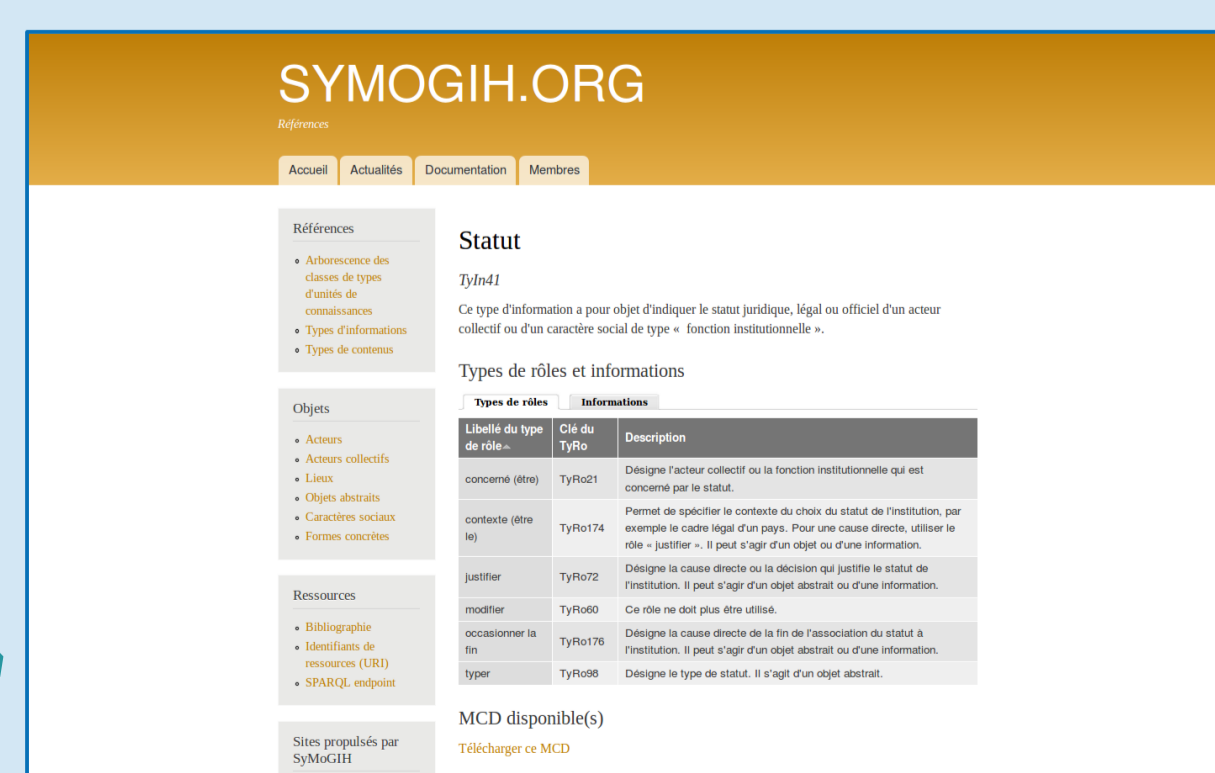 SYMOGIH.ORG
Références
Accueil
Actualités
Documentation
Membres
Références
Arborescence des
classes de types
d'unités de
connaissances
Types d'informations
Types de contenus
Objets
Acteurs
Acteurs collectifs
Lieux
Objets abstraits
Caractères sociaux
Formes concrètes
Ressources
Bibliographie
Identifiants de
ressources (URI)
SPARQL endpoint
Sites propulsés par
SyMoGIH
Statut
TyIn41
Ce type d'information a pour objet d'indiquer le statut juridique, légal ou officiel d'un acteur
collectif ou d'un caractère social de type « fonction institutionnelle ».
Types de rôles et informations
Types de rôles
Informations
Libellé du type
de rôle
Clé du
TyRo
Description
concerné (être)
TyRo21
Désigne l'acteur collectif ou la fonction institutionnelle qui est
concerné par le statut.
contexte (être
le)
TyRo174
Permet de spécifier le contexte du choix du statut de l'institution, par
exemple le cadre légal d'un pays. Pour une cause directe, utiliser le
rôle « justifier ». Il peut s'agir d'un objet ou d'une information.
justifier
TyRo72
Désigne la cause directe ou la décision qui justifie le statut de
l'institution. Il peut s'agir d'un objet abstrait ou d'une information.
modifier
TyRo60
Ce rôle ne doit plus être utilisé.
occasionner la
fin
TyRo176
Désigne la cause directe de la fin de l'association du statut à
l'institution. Il peut s'agir d'un objet abstrait ou d'une information.
typer
TyRo98
Désigne le type de statut. Il s'agit d'un objet abstrait.
MCD disponible(s)
Télécharger ce MCD